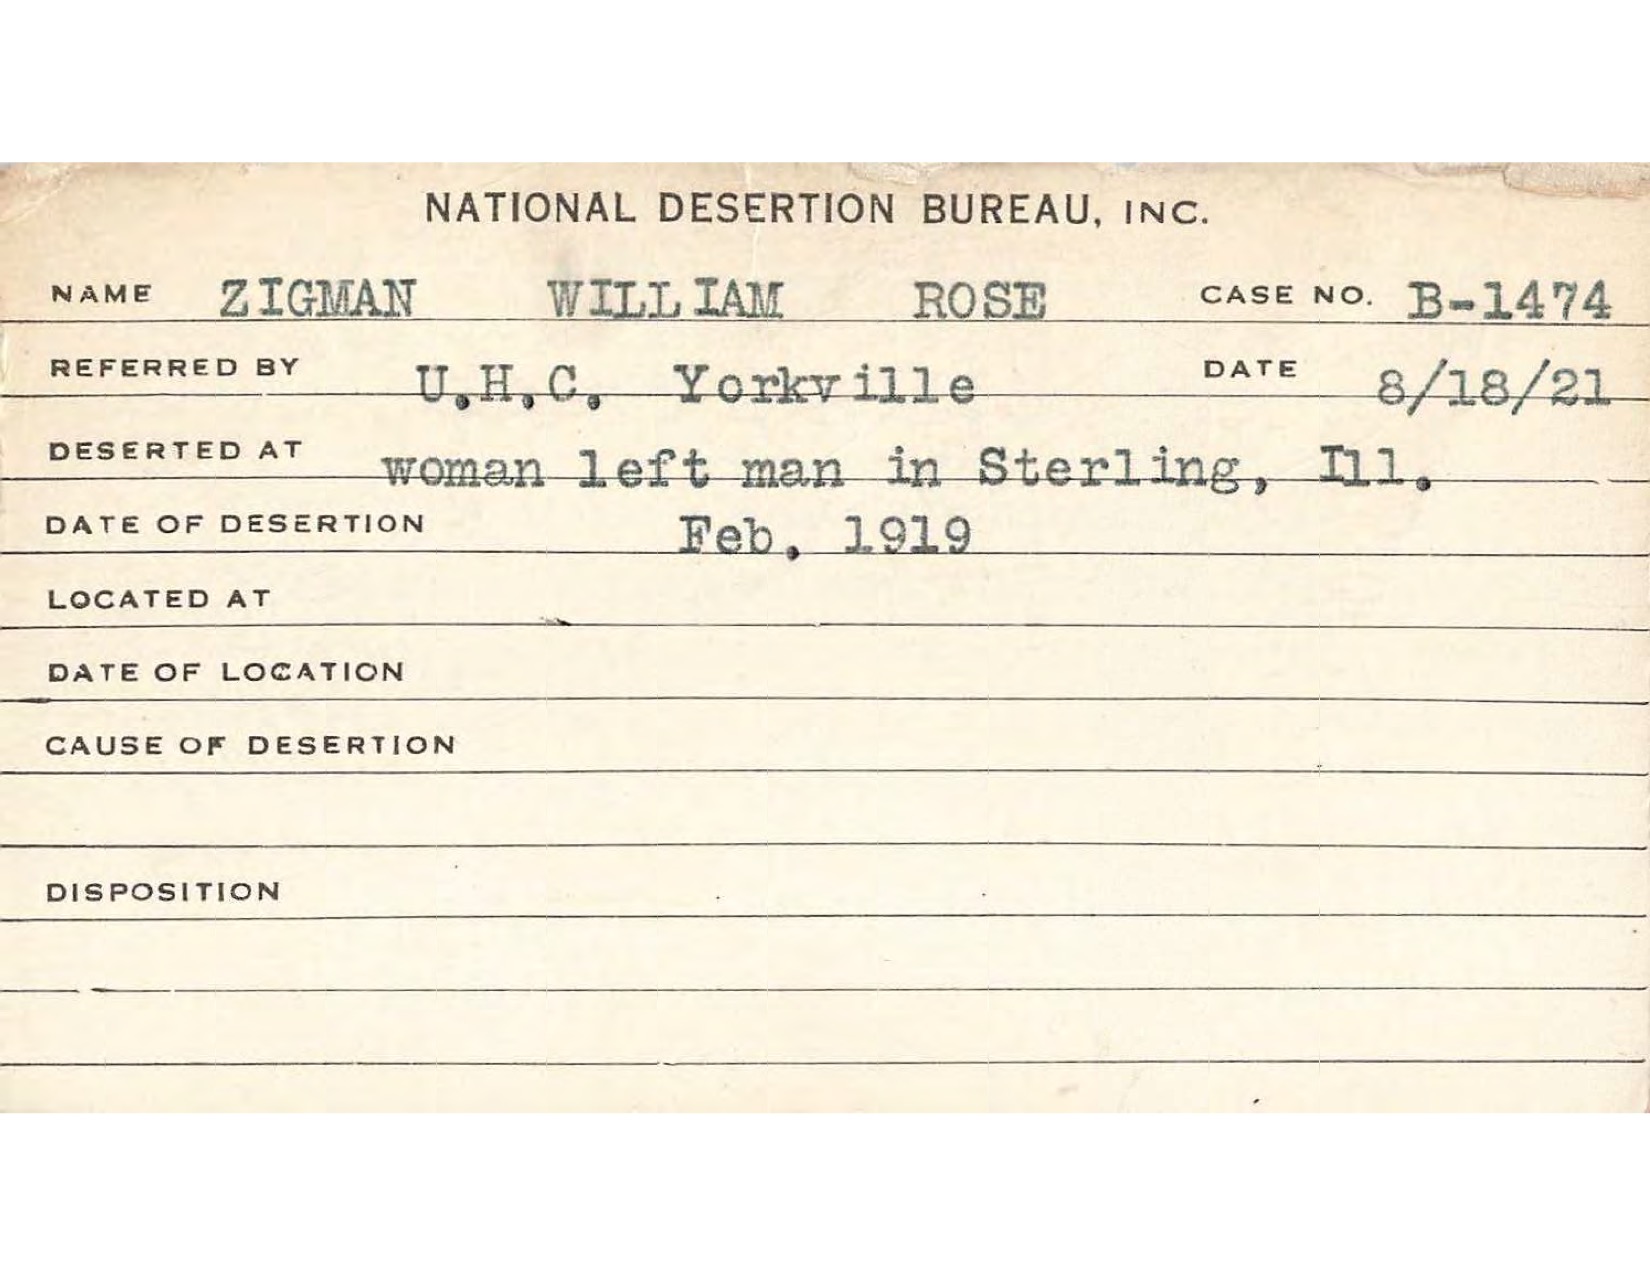 NATIONAL DESERTION BUREAU, INC.
NAME ZIGMAN WILLIAM ROSE CASE NO. B-1474
REFERRED BY U.H.C. Yorkville DATE 8/18/21
DESERTED AT woman left man in Sterling, Ill.
DATE OF DESERTION Feb. 1919
LOCATED AT
DATE OF LOCATION
CAUSE OF DESERTION
DISPOSITION